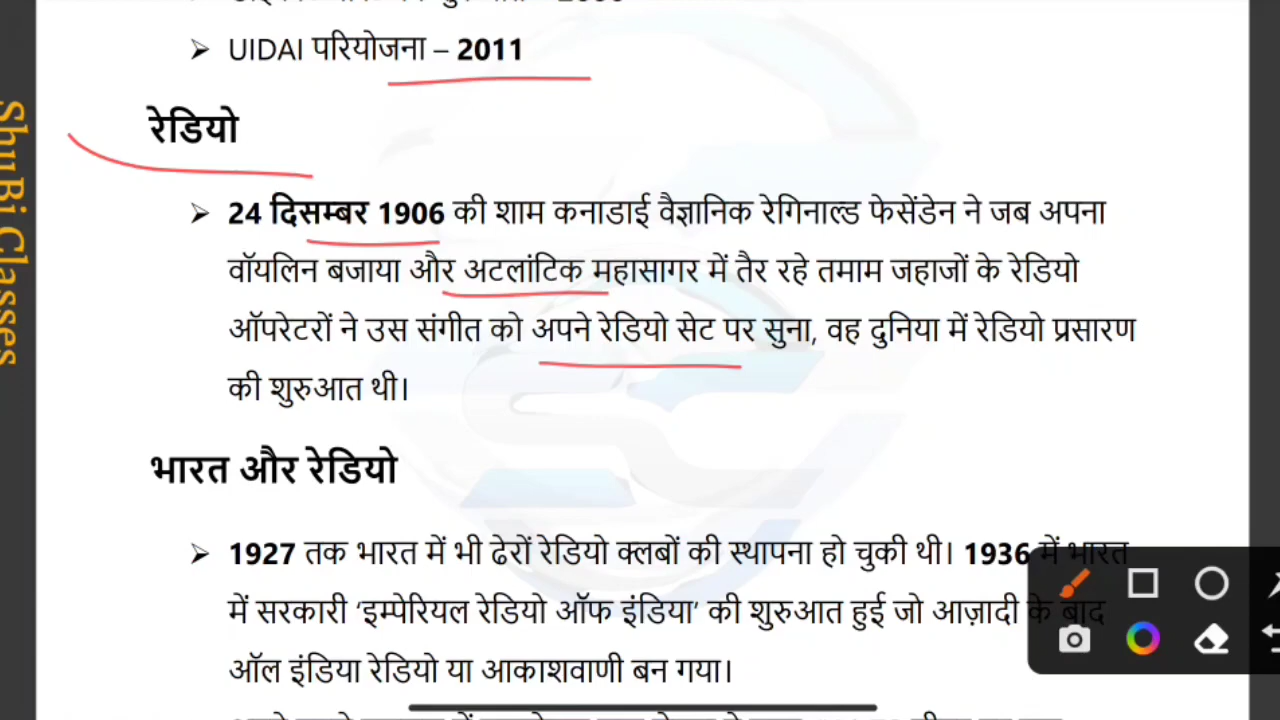 ➢ UIDAI परियोजना – 2011
रेडियो
➢ 24 दिसम्बर 1906 की शाम कनाडाई वैज्ञानिक रेगिनाल्ड फेसेंडेन ने जब अपना
वॉयलिन बजाया और अटलांटिक महासागर में तैर रहे तमाम जहाजों के रेडियो
ऑपरेटरों ने उस संगीत को अपने रेडियो सेट पर सुना, वह दुनिया में रेडियो प्रसारण
की शुरुआत थी।
भारत और रेडियो
➢ 1927 तक भारत में भी ढेरों रेडियो क्लबों की स्थापना हो चुकी थी। 1936 में भारत
में सरकारी ‘इम्पेरियल रेडियो ऑफ इंडिया’ की शुरुआत हुई जो आज़ादी के बाद
ऑल इंडिया रेडियो या आकाशवाणी बन गया।
ShuBi Classes